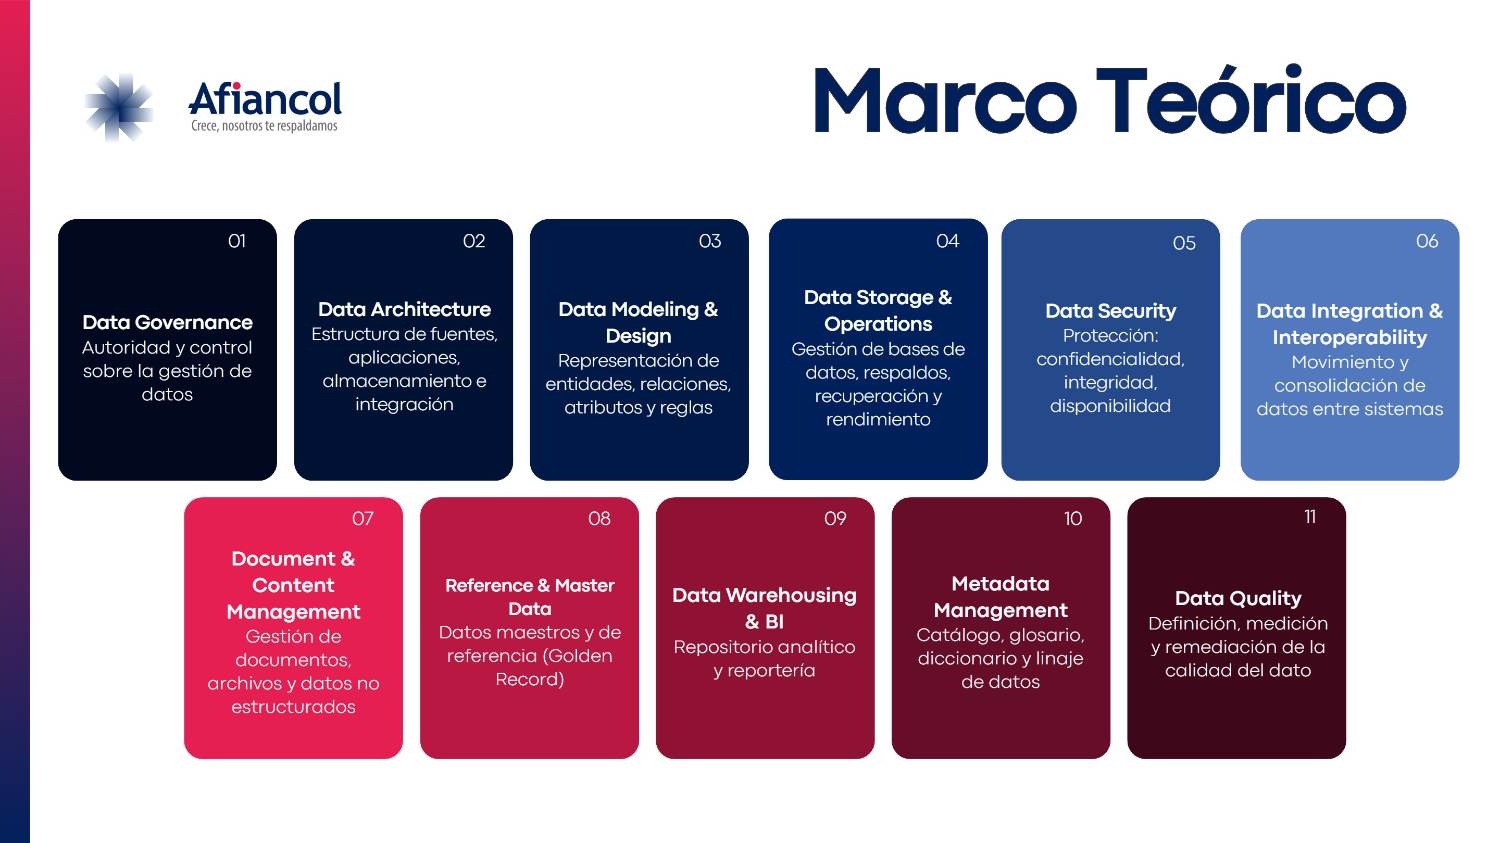 Afiancol
Crece, nosotros te respaldamos
Marco Teórico
01
Data Governance
Autoridad y control
sobre la gestión de
datos
02
Data Architecture
Estructura de fuentes,
aplicaciones,
almacenamiento e
integración
03
Data Modeling &
Design
Representación de
entidades, relaciones,
atributos y reglas
04
Data Storage &
Operations
Gestión de bases de
datos, respaldos,
recuperación y
rendimiento
05
Data Security
Protección:
confidencialidad,
integridad,
disponibilidad
06
Data Integration &
Interoperability
Movimiento y
consolidación de
datos entre sistemas
07
Document &
Content
Management
Gestión de
documentos,
archivos y datos no
estructurados
08
Reference & Master
Data
Datos maestros y de
referencia (Golden
Record)
09
Data Warehousing
& BI
Repositorio analítico
y reportería
10
Metadata
Management
Catálogo, glosario,
diccionario y linaje
de datos
11
Data Quality
Definición, medición
y remediación de la
calidad del dato